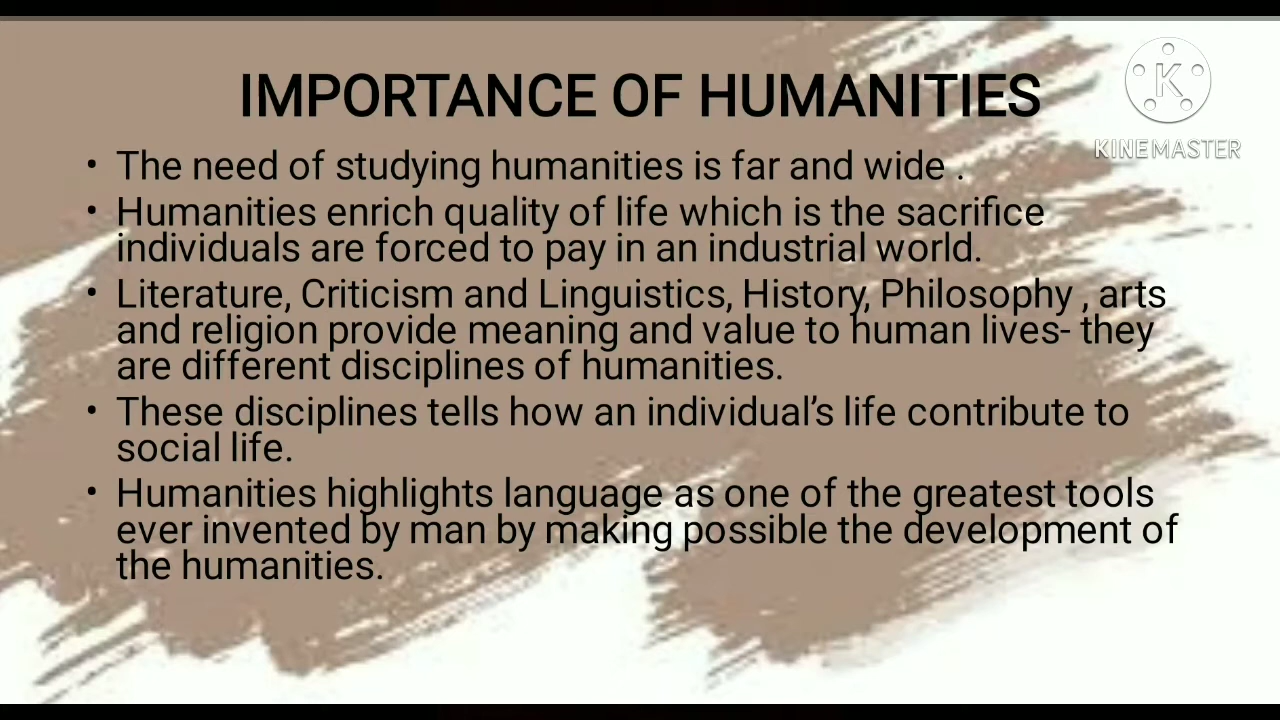 IMPORTANCE OF HUMANITIES
K
KINEMASTER
• The need of studying humanities is far and wide .
• Humanities enrich quality of life which is the sacrifice
individuals are forced to pay in an industrial world.
• Literature, Criticism and Linguistics, History, Philosophy , arts
and religion provide meaning and value to human lives- they
are different disciplines of humanities.
• These disciplines tells how an individual’s life contribute to
social life.
• Humanities highlights language as one of the greatest tools
ever invented by man by making possible the development of
the humanities.